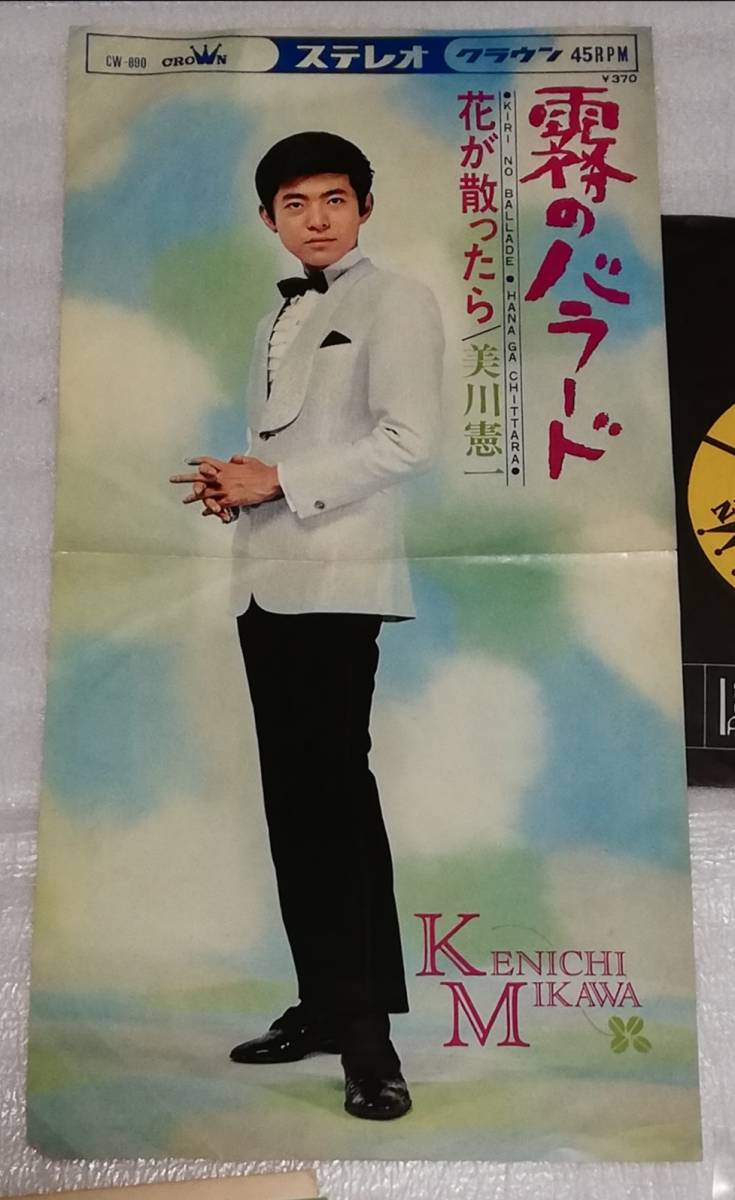 CW-890 CROWN ステレオ クラウン 45RPM
¥370
霧のバラード
●KIRI NO BALLADE ● HANA GA CHITTARA●
花が散ったら/美川憲一
KENICHI
MIKAWA